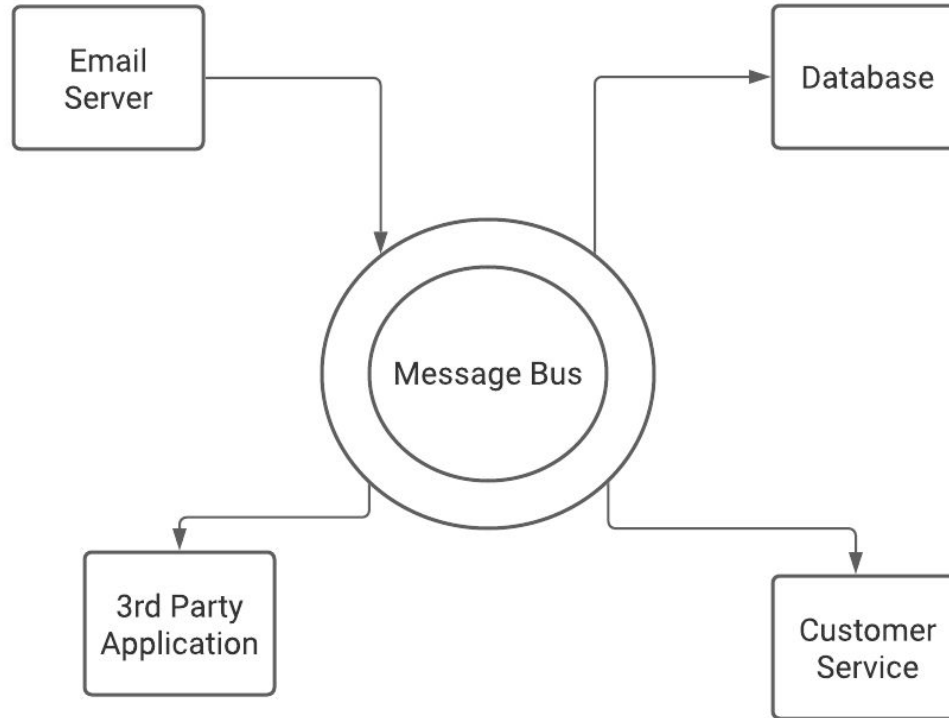 Email
Server
Database
Message Bus
3rd Party
Application
Customer
Service